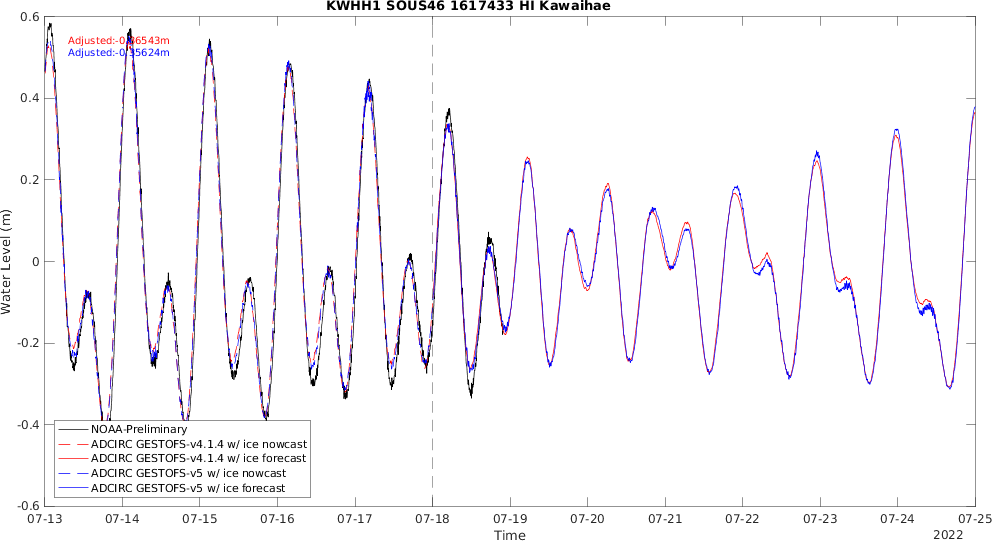 KWHH1 SOUS46 1617433 HI Kawaihae
Adjusted:-0.36543m
Adjusted:-0.35624m
Water Level (m)
0.6
0.4
0.2
0
-0.2
-0.4
-0.6
NOAA-Preliminary
ADCIRC GESTOFS-v4.1.4 w/ ice nowcast
ADCIRC GESTOFS-v4.1.4 w/ ice forecast
ADCIRC GESTOFS-v5 w/ ice nowcast
ADCIRC GESTOFS-v5 w/ ice forecast
07-13 07-14 07-15 07-16 07-17 07-18 07-19 07-20 07-21 07-22 07-23 07-24 07-25
Time
2022